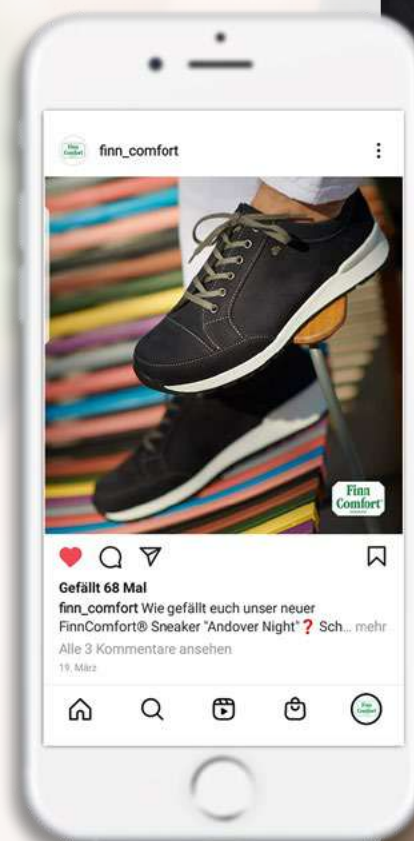 finn_comfort
Finn
Comfort
Gefällt 68 Mal
finn_comfort Wie gefällt euch unser neuer
FinnComfort® Sneaker "Andover Night"❓ Sch... mehr
Alle 3 Kommentare ansehen
19. März